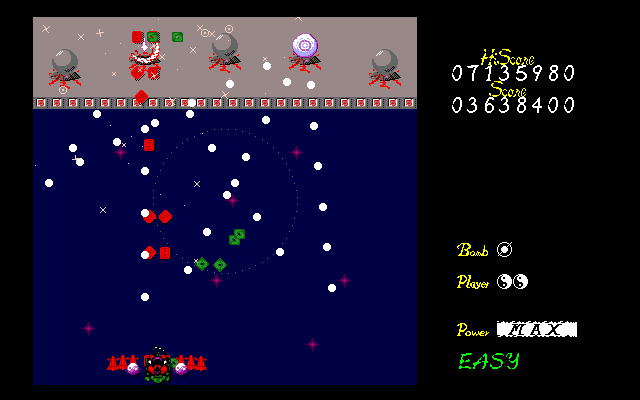 HiScore
07135980
Score
03638400
Bomb
Player
Power MAX
EASY